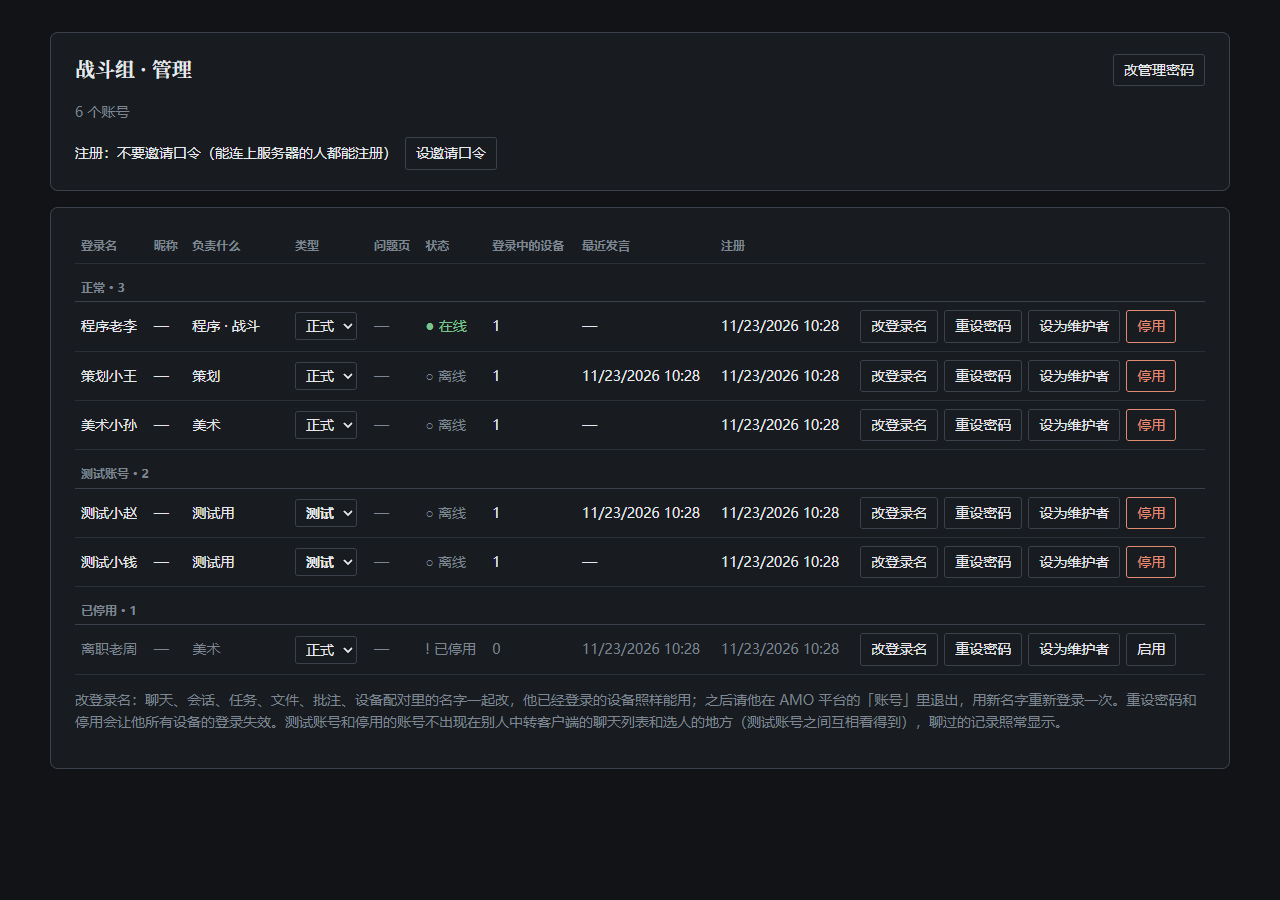 战斗组 · 管理
改管理密码
6 个账号
注册：不要邀请口令（能连上服务器的人都能注册） 设邀请口令
登录名 昵称 负责什么 类型 问题页 状态 登录中的设备 最近发言 注册
正常 • 3
程序老李 — 程序 · 战斗 正式 — ● 在线 1 — 11/23/2026 10:28 改登录名 重设密码 设为维护者 停用
策划小王 — 策划 正式 — ○ 离线 1 11/23/2026 10:28 11/23/2026 10:28 改登录名 重设密码 设为维护者 停用
美术小孙 — 美术 正式 — ○ 离线 1 — 11/23/2026 10:28 改登录名 重设密码 设为维护者 停用
测试账号 • 2
测试小赵 — 测试用 测试 — ○ 离线 1 11/23/2026 10:28 11/23/2026 10:28 改登录名 重设密码 设为维护者 停用
测试小钱 — 测试用 测试 — ○ 离线 1 — 11/23/2026 10:28 改登录名 重设密码 设为维护者 停用
已停用 • 1
离职老周 — 美术 正式 — ! 已停用 0 11/23/2026 10:28 11/23/2026 10:28 改登录名 重设密码 设为维护者 启用
改登录名：聊天、会话、任务、文件、批注、设备配对里的名字一起改，他已经登录的设备照样能用；之后请他在 AMO 平台的「账号」里退出，用新名字重新登录一次。重设密码和
停用会让他所有设备的登录失效。测试账号和停用的账号不出现在别人中转客户端的聊天列表和选人的地方（测试账号之间互相看得到），聊过的记录照常显示。